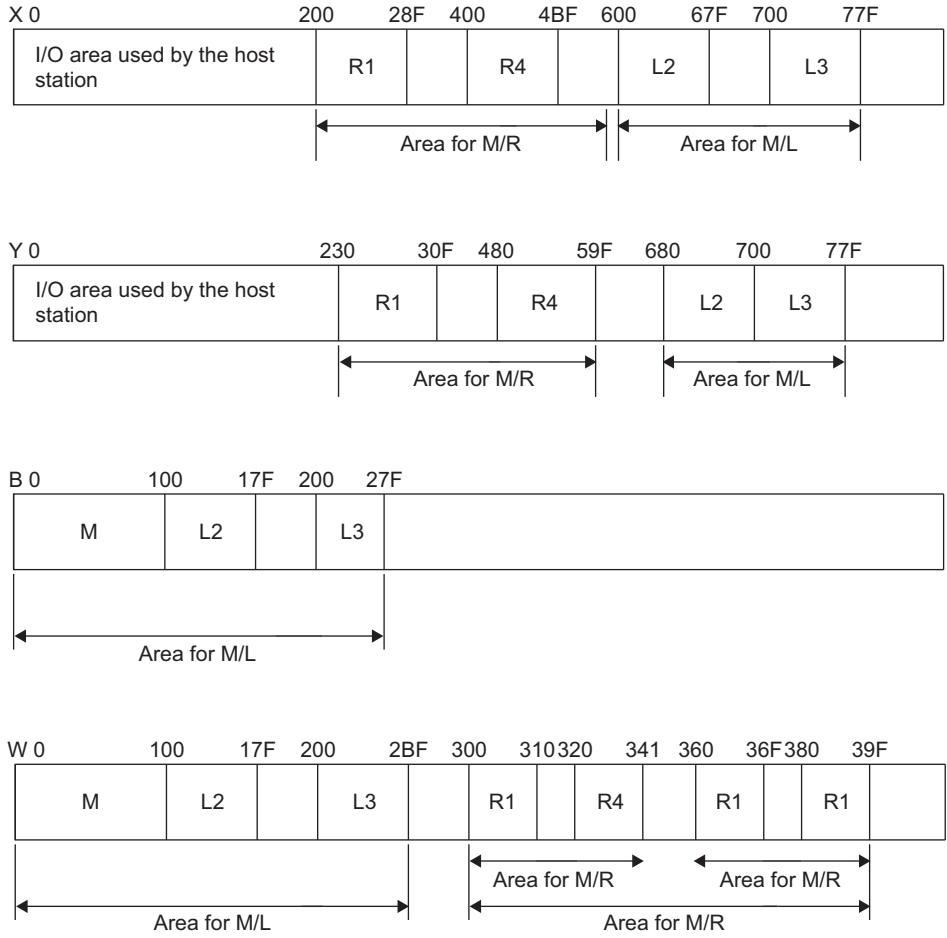 X 0 200 28F 400 4BF 600 67F 700 77F
I/O area used by the host
station
R1 R4 L2 L3
Area for M/R Area for M/L
Y 0 230 30F 480 59F 680 700 77F
I/O area used by the host
station
R1 R4 L2 L3
Area for M/R Area for M/L
B 0 100 17F 200 27F
M L2 L3
Area for M/L
W 0 100 17F 200 2BF 300 310 320 341 360 36F 380 39F
M L2 L3 R1 R4 R1 R1
Area for M/R Area for M/R
Area for M/L Area for M/R